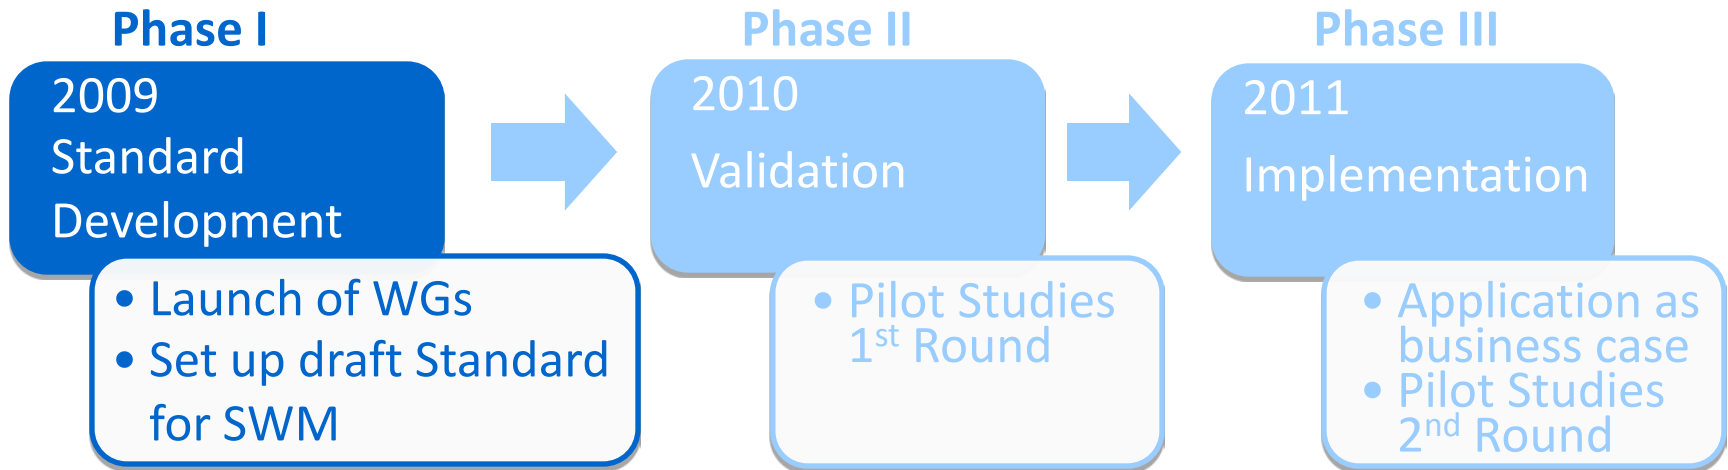 Phase I
2009
Standard
Development
• Launch of WGs
• Set up draft Standard
for SWM
Phase II
2010
Validation
• Pilot Studies
1st Round
Phase III
2011
Implementation
• Application as
business case
• Pilot Studies
2nd Round